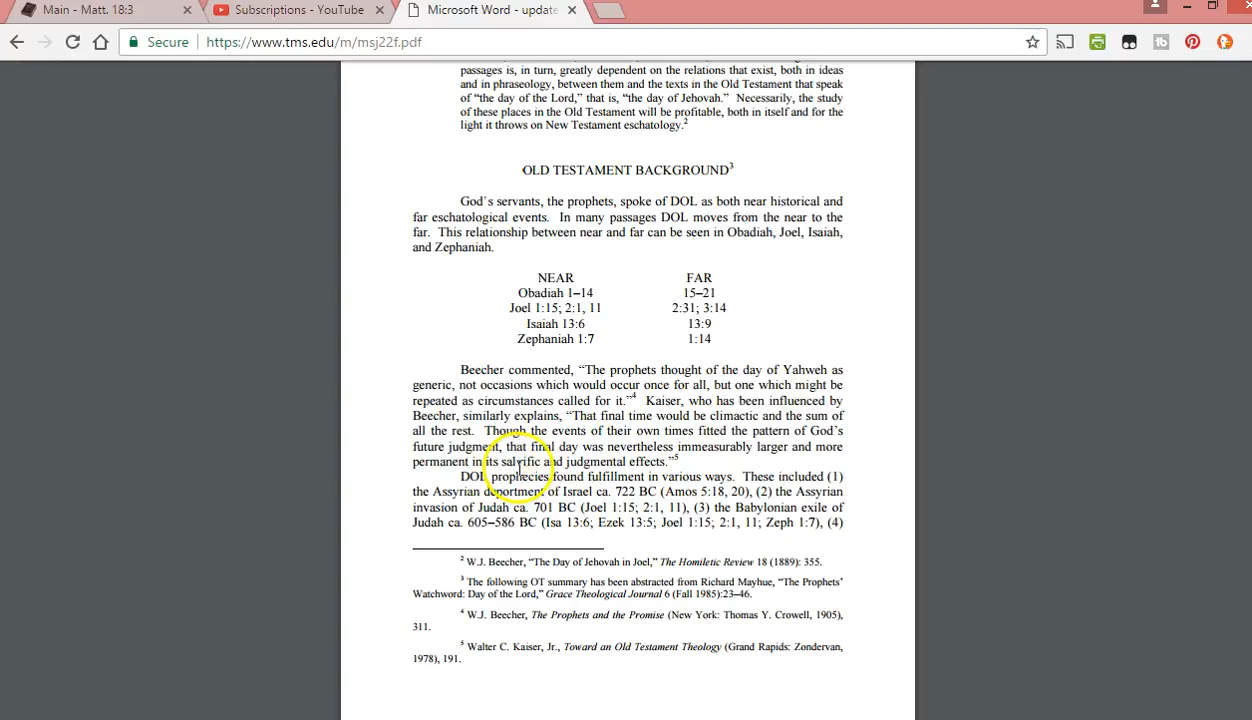 Main - Matt. 18:3
Subscriptions - YouTube
Microsoft Word - update
Secure
https://www.tms.edu/m/msj22f.pdf
passages is, in turn, greatly dependent on the relations that exist, both in ideas
and in phraseology, between them and the texts in the Old Testament that speak
of “the day of the Lord,” that is, “the day of Jehovah.” Necessarily, the study
of these places in the Old Testament will be profitable, both in itself and for the
light it throws on New Testament eschatology.2
OLD TESTAMENT BACKGROUND3
God's servants, the prophets, spoke of DOL as both near historical and
far eschatological events. In many passages DOL moves from the near to the
far. This relationship between near and far can be seen in Obadiah, Joel, Isaiah,
and Zephaniah.
NEAR FAR
Obadiah 1–14 15–21
Joel 1:15; 2:1, 11 2:31; 3:14
Isaiah 13:6 13:9
Zephaniah 1:7 1:14
Beecher commented, “The prophets thought of the day of Yahweh as
generic, not occasions which would occur once for all, but one which might be
repeated as circumstances called for it.”4 Kaiser, who has been influenced by
Beecher, similarly explains, “That final time would be climactic and the sum of
all the rest. Though the events of their own times fitted the pattern of God's
future judgment, that final day was nevertheless immeasurably larger and more
permanent in its salvific and judgmental effects.”5
DOL prophecies found fulfillment in various ways. These included (1)
the Assyrian deportment of Israel ca. 722 BC (Amos 5:18, 20), (2) the Assyrian
invasion of Judah ca. 701 BC (Joel 1:15; 2:1, 11), (3) the Babylonian exile of
Judah ca. 605–586 BC (Isa 13:6; Ezek 13:5; Joel 1:15; 2:1, 11; Zeph 1:7), (4)
2 W.J. Beecher, “The Day of Jehovah in Joel,” The Homiletic Review 18 (1889): 355.
3 The following OT summary has been abstracted from Richard Mayhue, “The Prophets'
Watchword: Day of the Lord,” Grace Theological Journal 6 (Fall 1985):23–46.
4 W.J. Beecher, The Prophets and the Promise (New York: Thomas Y. Crowell, 1905),
311.
5 Walter C. Kaiser, Jr., Toward an Old Testament Theology (Grand Rapids: Zondervan,
1978), 191.